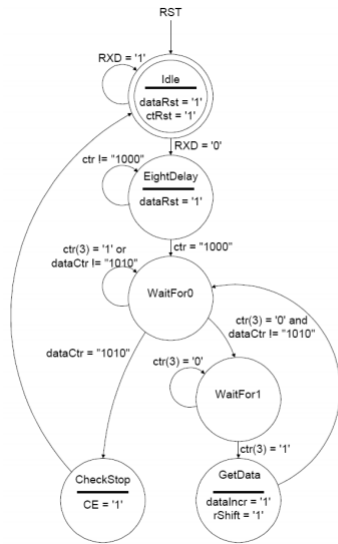 RST
RXD = '1'
Idle
dataRst = '1'
ctRst = '1'
RXD = '0'
ctr != "1000"
EightDelay
dataRst = '1'
ctr = "1000"
ctr(3) = '1' or
dataCtr != "1010"
WaitFor0
ctr(3) = '0' and
dataCtr != "1010"
dataCtr = "1010"
ctr(3) = '0'
WaitFor1
ctr(3) = '1'
CheckStop
CE = '1'
GetData
dataIncr = '1'
rShift = '1'